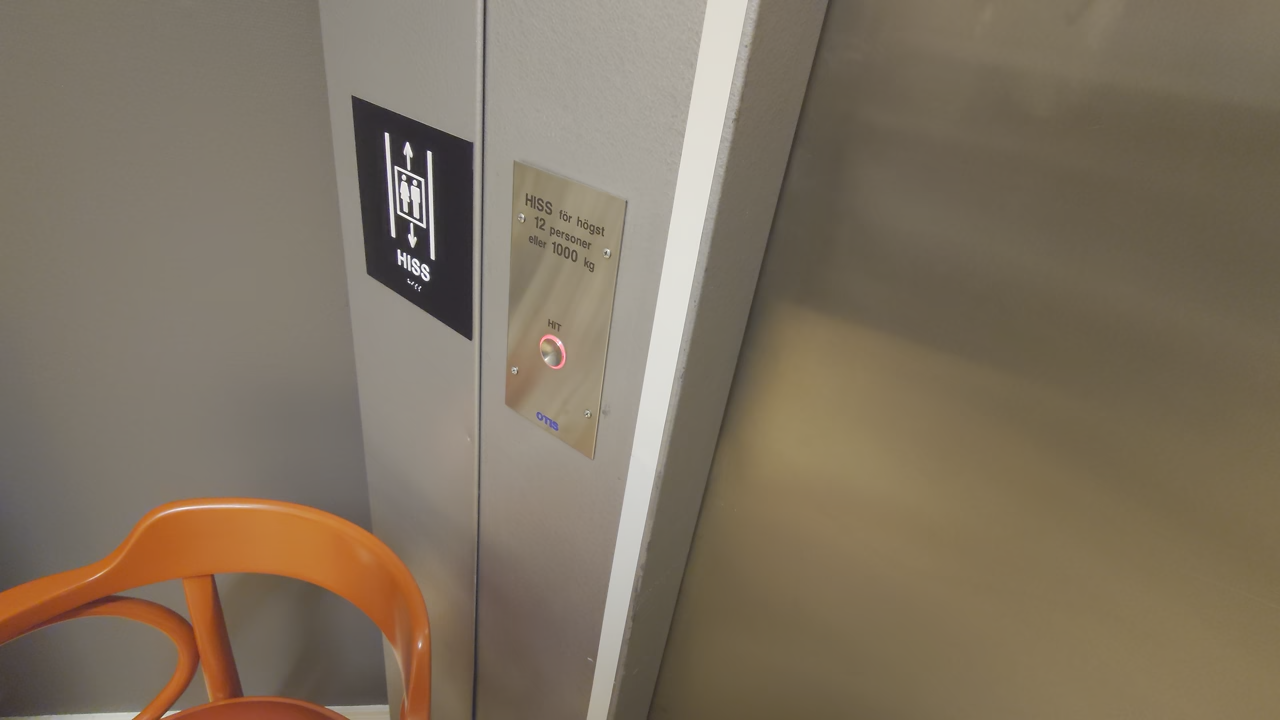 HISS
HISS för högst
12 personer
eller 1000 kg
HIT
OTIS